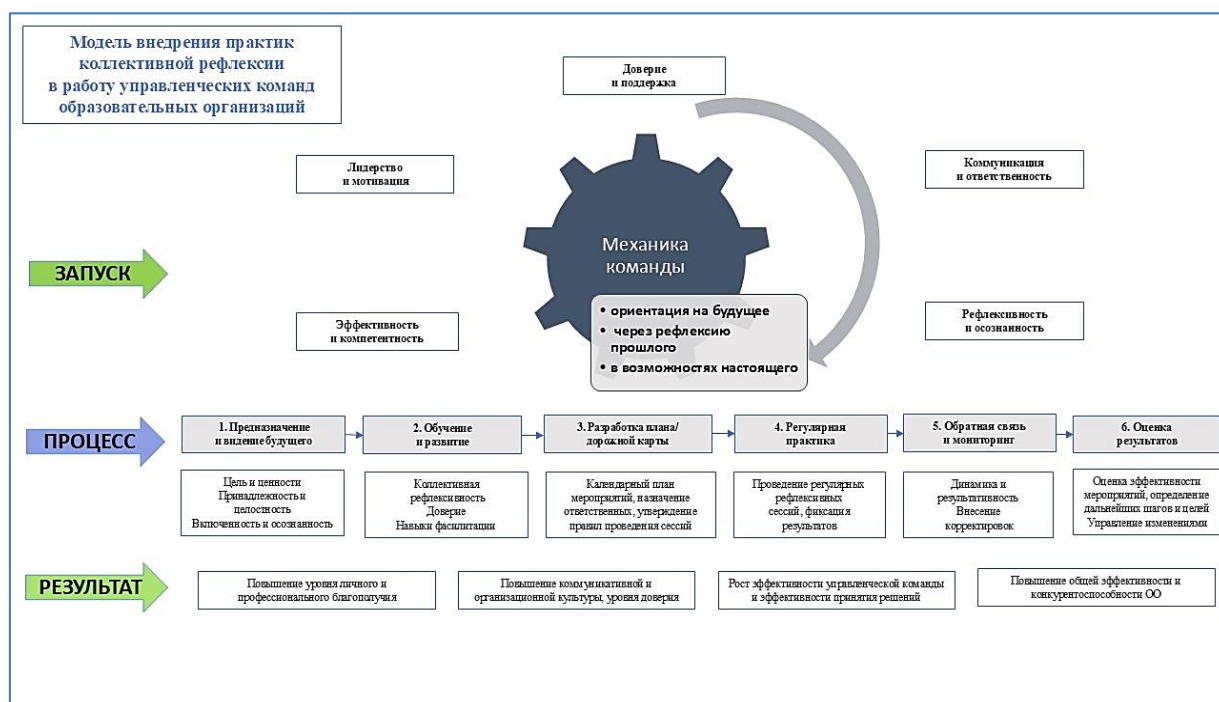 Модель внедрения практик
коллективной рефлексии
в работу управленческих команд
образовательных организаций
Доверие
и поддержка
Лидерство
и мотивация
Коммуникация
и ответственность
Механика
команды
ЗАПУСК
• ориентация на будущее
• через рефлексию
прошлого
• в возможностях настоящего
Эффективность
и компетентность
Рефлексивность
и осознанность
ПРОЦЕСС
1. Предназначение
и видение будущего
2. Обучение
и развитие
3. Разработка плана/
дорожной карты
4. Регулярная
практика
5. Обратная связь
и мониторинг
6. Оценка
результатов
Цель и ценности
Принадлежность и
целостность
Включенность и осознанность
Коллективная
рефлексивность
Доверие
Навыки фасилитации
Календарный план
мероприятий, назначение
ответственных, утверждение
правил проведения сессий
Проведение регулярных
рефлексивных
сессий, фиксация
результатов
Динамика и
результативность
Внесение
корректировок
Оценка эффективности
мероприятий, определение
дальнейших шагов и целей
Управление изменениями
РЕЗУЛЬТАТ
Повышение уровня личного и
профессионального благополучия
Повышение коммуникативной и
организационной культуры, уровня доверия
Рост эффективности управленческой команды
и эффективности принятия решений
Повышение общей эффективности и
конкурентоспособности ОО